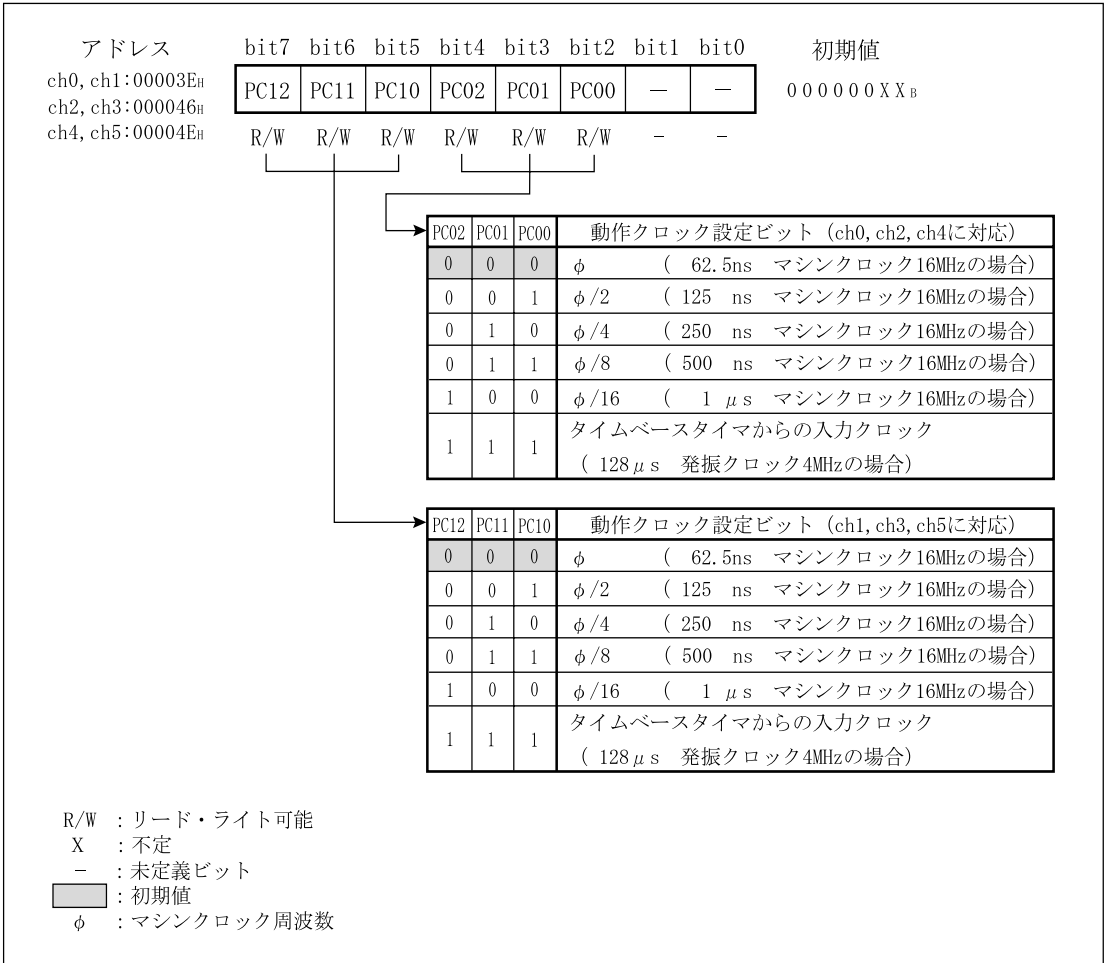 アドレス bit7 bit6 bit5 bit4 bit3 bit2 bit1 bit0 初期値
ch0, ch1:00003EH
ch2, ch3:000046H
ch4, ch5:00004EH
PC12 PC11 PC10 PC02 PC01 PC00 － － 000000XXB
R/W R/W R/W R/W R/W R/W － －
PC02 PC01 PC00 動作クロック設定ビット (ch0, ch2, ch4に対応)
0 0 0 φ ( 62.5ns マシンクロック16MHzの場合)
0 0 1 φ/2 ( 125 ns マシンクロック16MHzの場合)
0 1 0 φ/4 ( 250 ns マシンクロック16MHzの場合)
0 1 1 φ/8 ( 500 ns マシンクロック16MHzの場合)
1 0 0 φ/16 ( 1 μs マシンクロック16MHzの場合)
1 1 1 タイムベースタイマからの入力クロック
( 128μs 発振クロック4MHzの場合)
PC12 PC11 PC10 動作クロック設定ビット (ch1, ch3, ch5に対応)
0 0 0 φ ( 62.5ns マシンクロック16MHzの場合)
0 0 1 φ/2 ( 125 ns マシンクロック16MHzの場合)
0 1 0 φ/4 ( 250 ns マシンクロック16MHzの場合)
0 1 1 φ/8 ( 500 ns マシンクロック16MHzの場合)
1 0 0 φ/16 ( 1 μs マシンクロック16MHzの場合)
1 1 1 タイムベースタイマからの入力クロック
( 128μs 発振クロック4MHzの場合)
R/W : リード・ライト可能
X : 不定
－ : 未定義ビット
: 初期値
φ : マシンクロック周波数